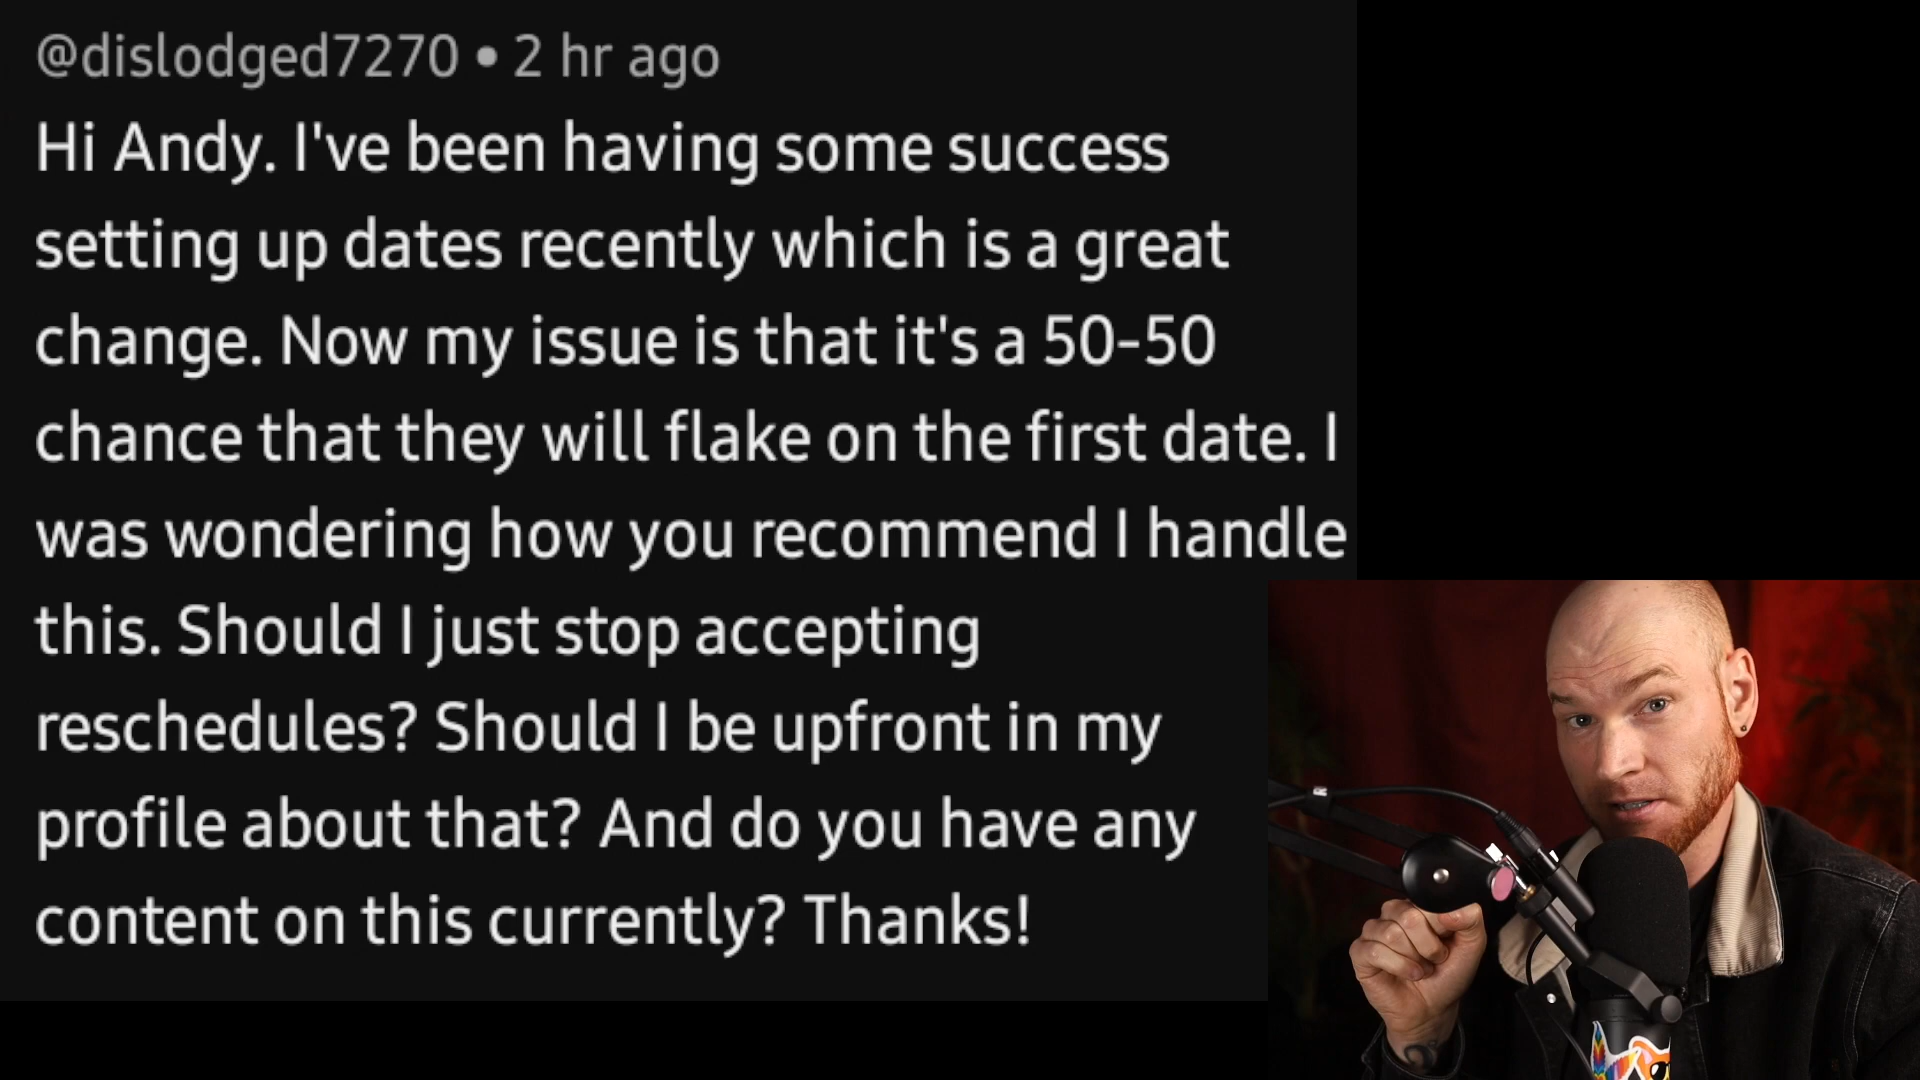 @dislodged7270 • 2 hr ago
Hi Andy. I've been having some success
setting up dates recently which is a great
change. Now my issue is that it's a 50-50
chance that they will flake on the first date. I
was wondering how you recommend I handle
this. Should I just stop accepting
reschedules? Should I be upfront in my
profile about that? And do you have any
content on this currently? Thanks!